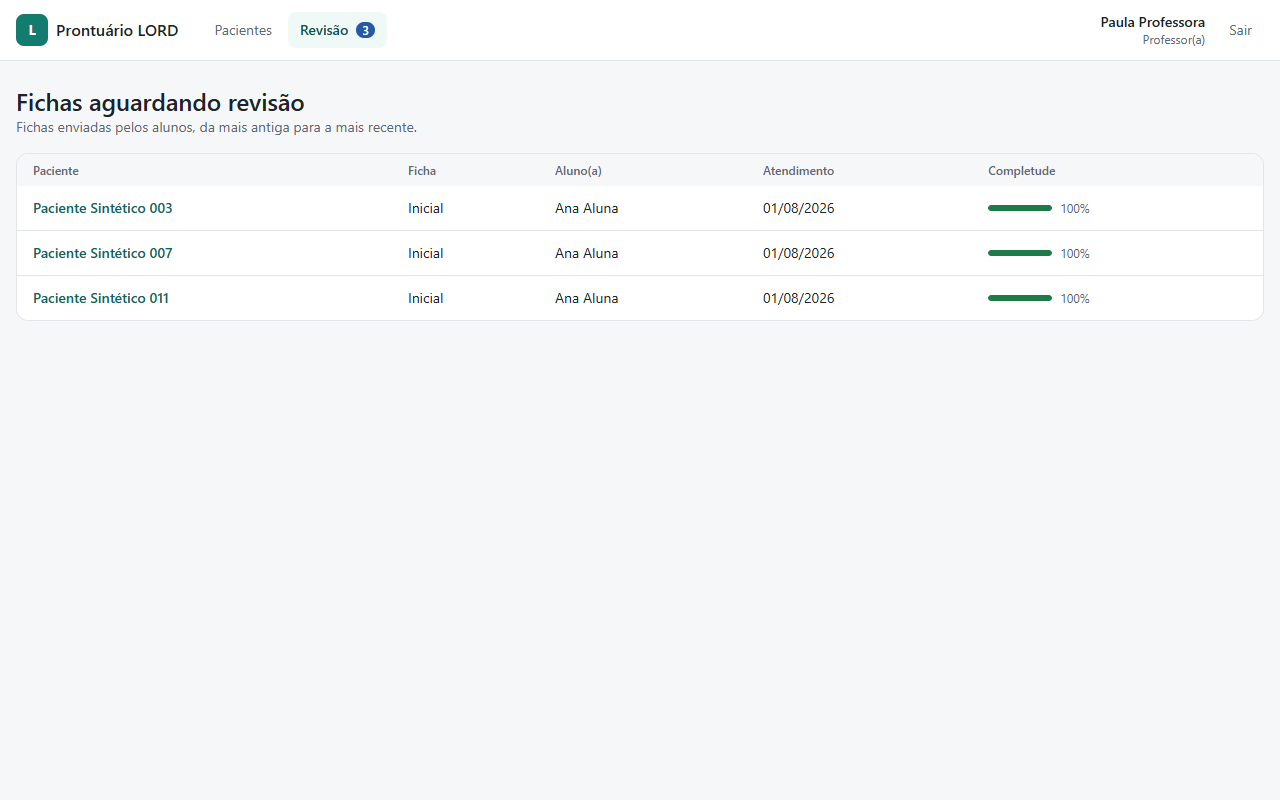 L Prontuário LORD Pacientes Revisão 3 Paula Professora Sair
Professor(a)
Fichas aguardando revisão
Fichas enviadas pelos alunos, da mais antiga para a mais recente.
Paciente Ficha Aluno(a) Atendimento Completude
Paciente Sintético 003 Inicial Ana Aluna 01/08/2026 100%
Paciente Sintético 007 Inicial Ana Aluna 01/08/2026 100%
Paciente Sintético 011 Inicial Ana Aluna 01/08/2026 100%